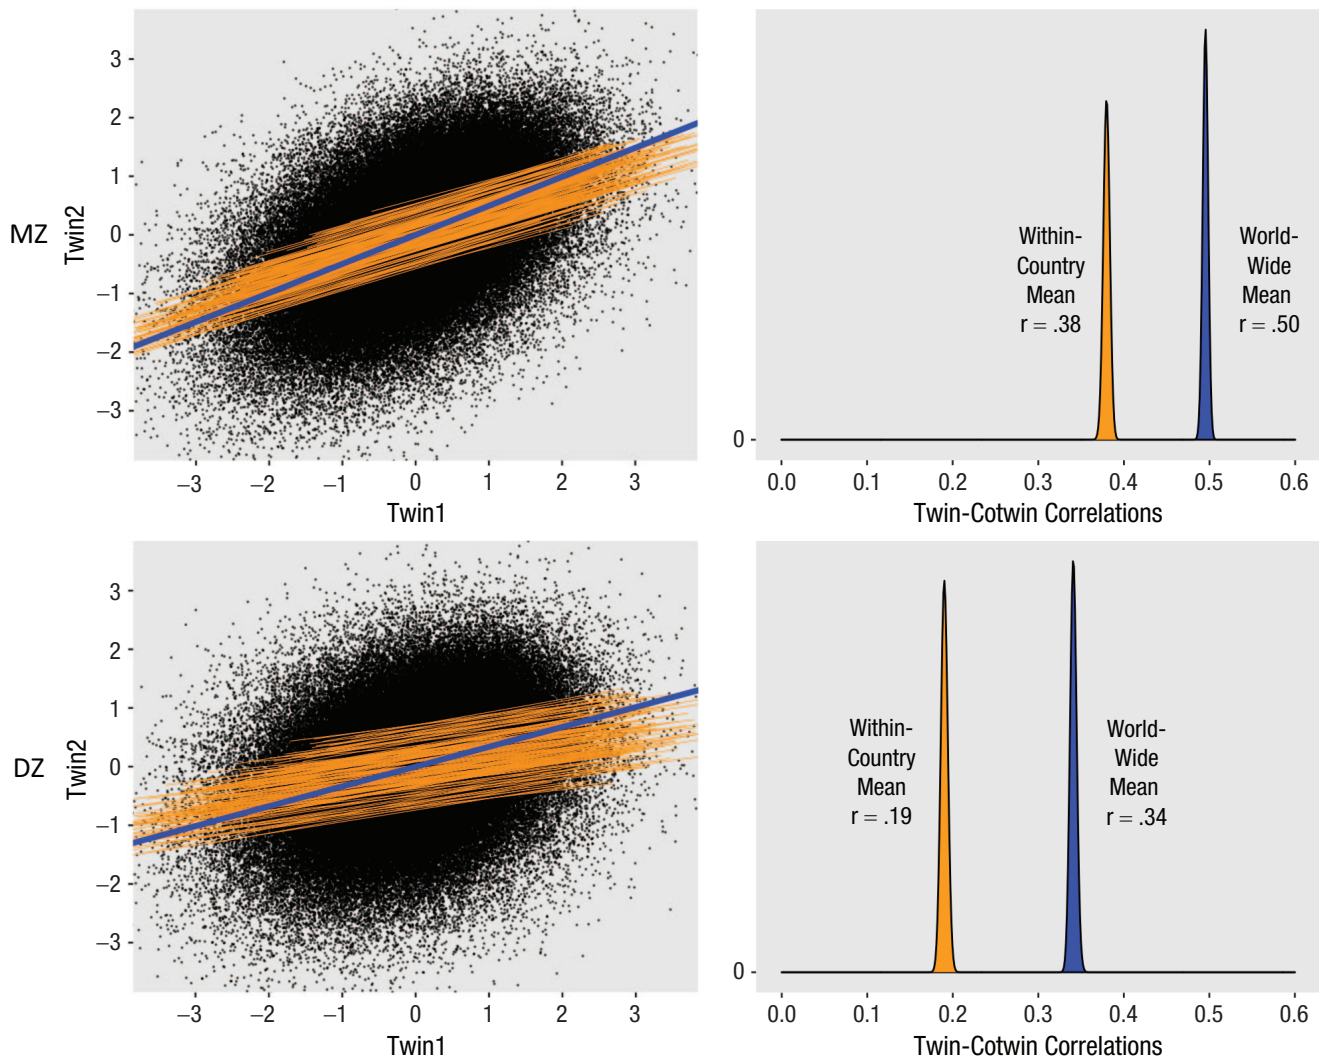 MZ
Twin2
3
2
1
0
−1
−2
−3
−3 −2 −1 0 1 2 3
Twin1
Within-
Country
Mean
r = .38
World-
Wide
Mean
r = .50
0
0.0 0.1 0.2 0.3 0.4 0.5 0.6
Twin-Cotwin Correlations
DZ
Twin2
3
2
1
0
−1
−2
−3
−3 −2 −1 0 1 2 3
Twin1
Within-
Country
Mean
r = .19
World-
Wide
Mean
r = .34
0
0.0 0.1 0.2 0.3 0.4 0.5 0.6
Twin-Cotwin Correlations